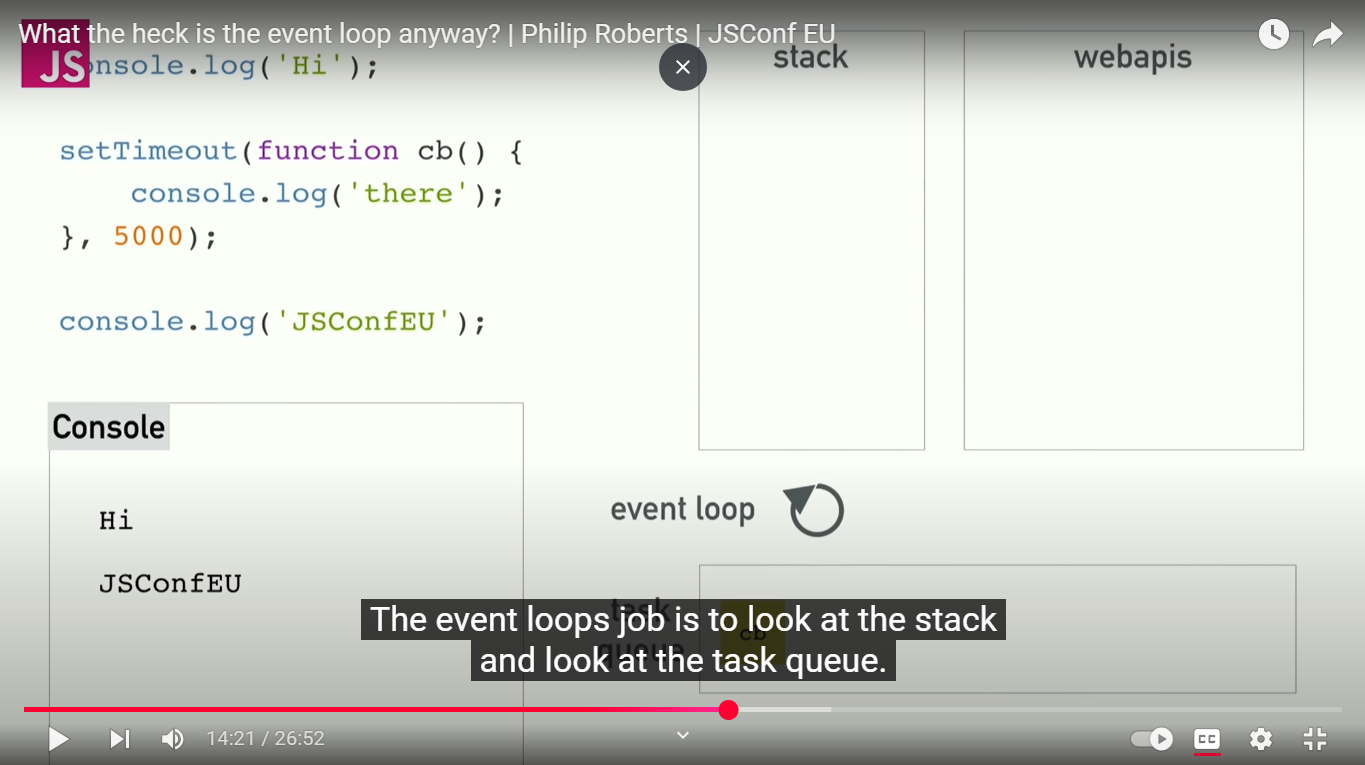 What the heck is the event loop anyway? | Philip Roberts | JSConf EU
JS
onsole.log('Hi');
stack
webapis
setTimeout(function cb() {
console.log('there');
}, 5000);
console.log('JSConfEU');
Console
Hi
JSConfEU
event loop
task
queue
cb
The event loops job is to look at the stack
and look at the task queue.
14:21 / 26:52
CC